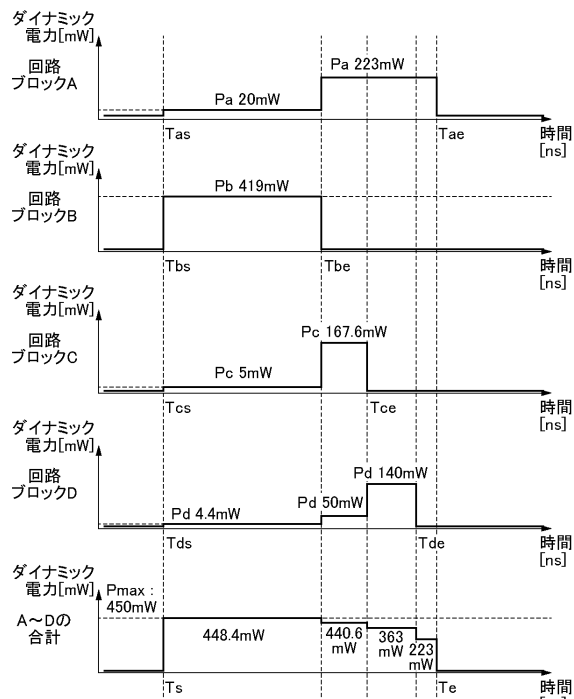 ダイナミック
電力[mW]
回路
ブロックA
Pa 223mW
Pa 20mW
Tas
Tae
時間
[ns]
ダイナミック
電力[mW]
回路
ブロックB
Pb 419mW
Tbs
Tbe
時間
[ns]
ダイナミック
電力[mW]
回路
ブロックC
Pc 167.6mW
Pc 5mW
Tcs
Tce
時間
[ns]
ダイナミック
電力[mW]
回路
ブロックD
Pd 140mW
Pd 50mW
Pd 4.4mW
Tds
Tde
時間
[ns]
ダイナミック
電力[mW]
Pmax :
450mW
A～Dの
合計
448.4mW
440.6
mW
363
mW
223
mW
Ts
Te
時間
[ns]